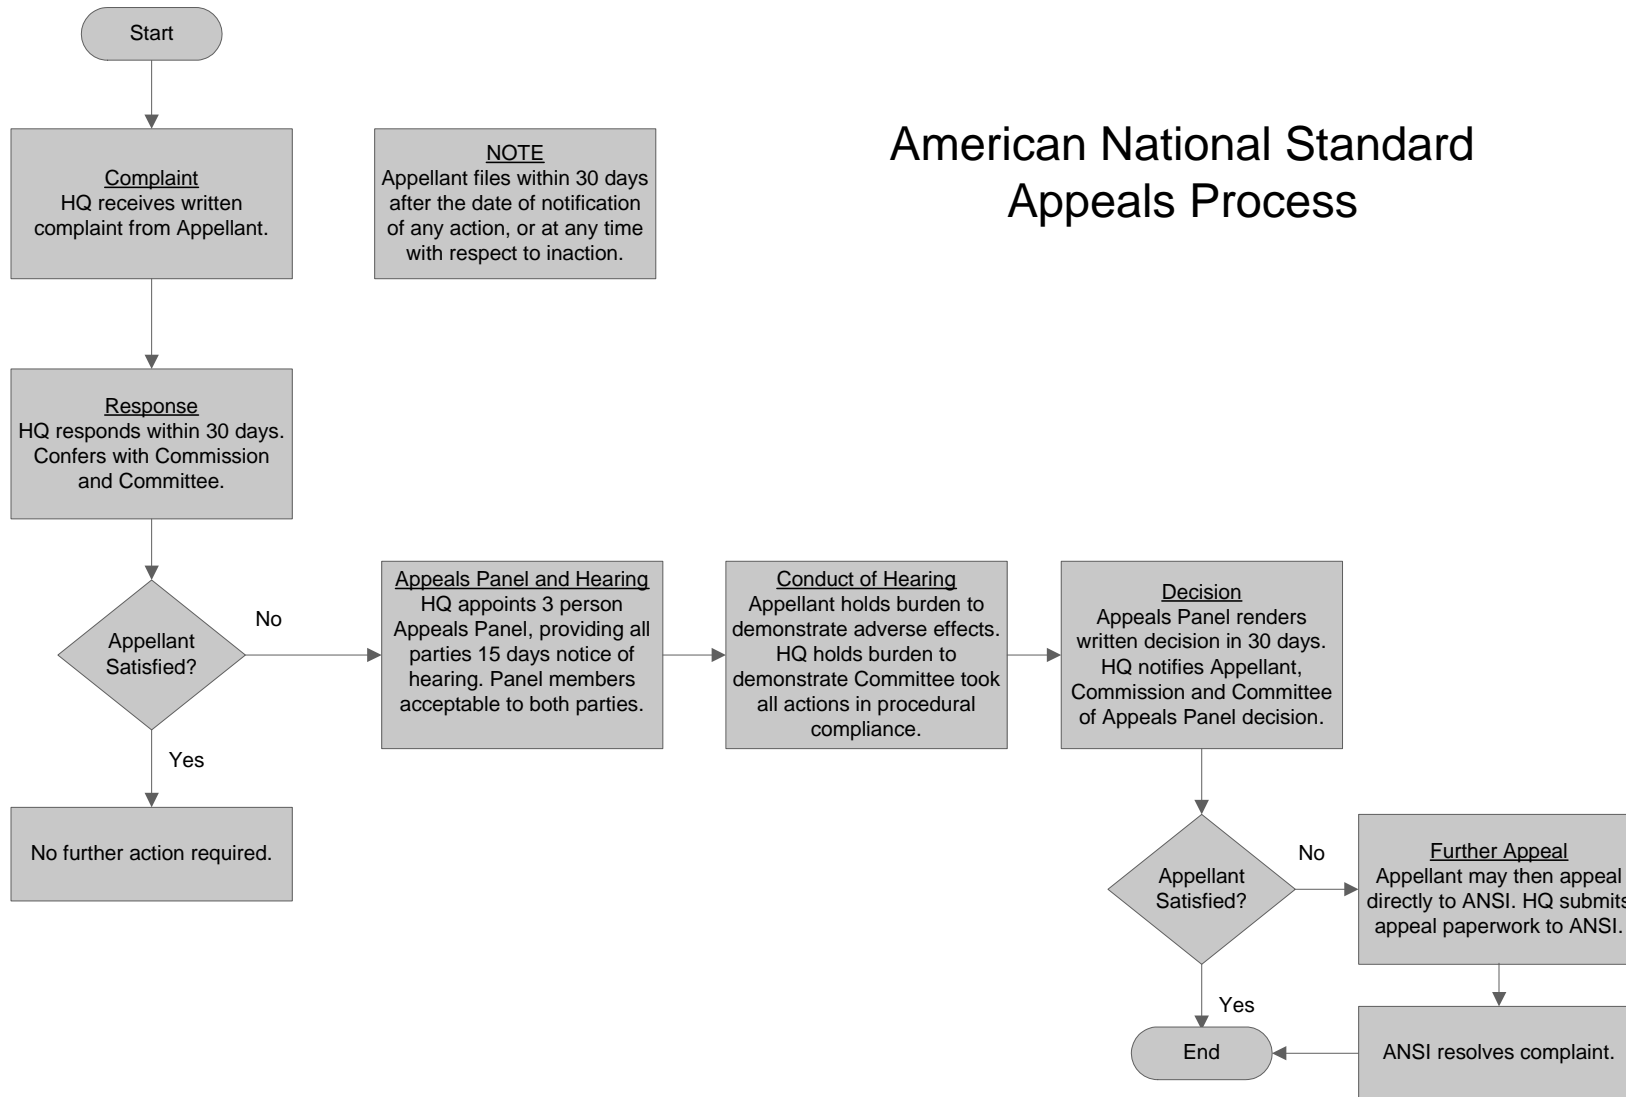 Start
American National Standard
Appeals Process
Complaint
HQ receives written
complaint from Appellant.
NOTE
Appellant files within 30 days
after the date of notification
of any action, or at any time
with respect to inaction.
Response
HQ responds within 30 days.
Confers with Commission
and Committee.
Appellant
Satisfied?
No
Yes
No further action required.
Appeals Panel and Hearing
HQ appoints 3 person
Appeals Panel, providing all
parties 15 days notice of
hearing. Panel members
acceptable to both parties.
Conduct of Hearing
Appellant holds burden to
demonstrate adverse effects.
HQ holds burden to
demonstrate Committee took
all actions in procedural
compliance.
Decision
Appeals Panel renders
written decision in 30 days.
HQ notifies Appellant,
Commission and Committee
of Appeals Panel decision.
Appellant
Satisfied?
No
Yes
Further Appeal
Appellant may then appeal
directly to ANSI. HQ submits
appeal paperwork to ANSI.
ANSI resolves complaint.
End